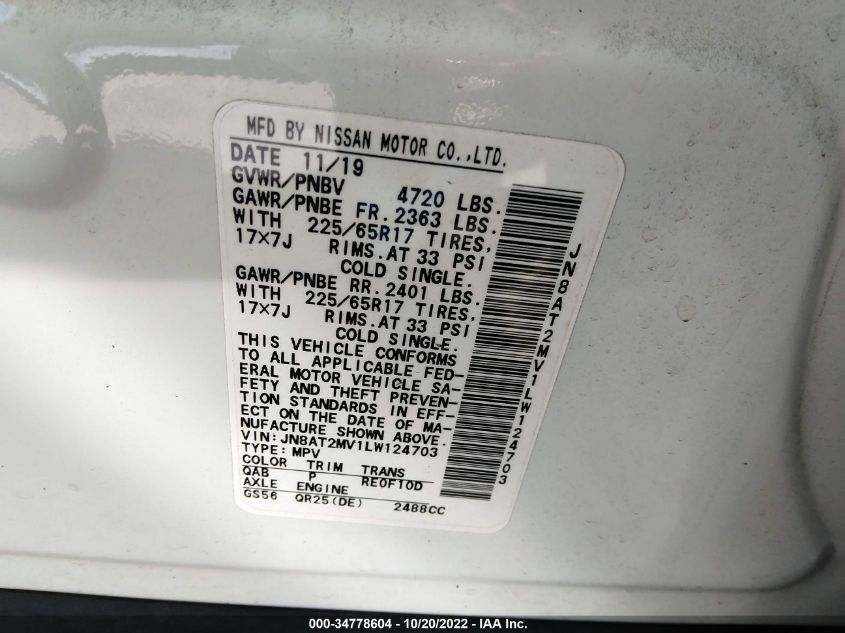 MFD BY NISSAN MOTOR CO.,LTD.
DATE 11/19
GVWR/PNBV 4720 LBS.
GAWR/PNBE FR. 2363 LBS.
WITH 225/65R17 TIRES,
17×7J RIMS.AT 33 PSI
COLD SINGLE.
GAWR/PNBE RR. 2401 LBS.
WITH 225/65R17 TIRES,
17×7J RIMS.AT 33 PSI
COLD SINGLE.
THIS VEHICLE CONFORMS
TO ALL APPLICABLE FED-
ERAL MOTOR VEHICLE SA-
FETY AND THEFT PREVEN-
TION STANDARDS IN EFF-
ECT ON THE DATE OF MA-
NUFACTURE SHOWN ABOVE.
VIN:JN8AT2MV1LW124703
TYPE:MPV
COLOR TRIM TRANS
QAB P RE0F10D
AXLE ENGINE
GS56 QR25(DE) 2488CC
JN8AT2MV1LW124703
000-34778604 - 10/20/2022 - IAA Inc.